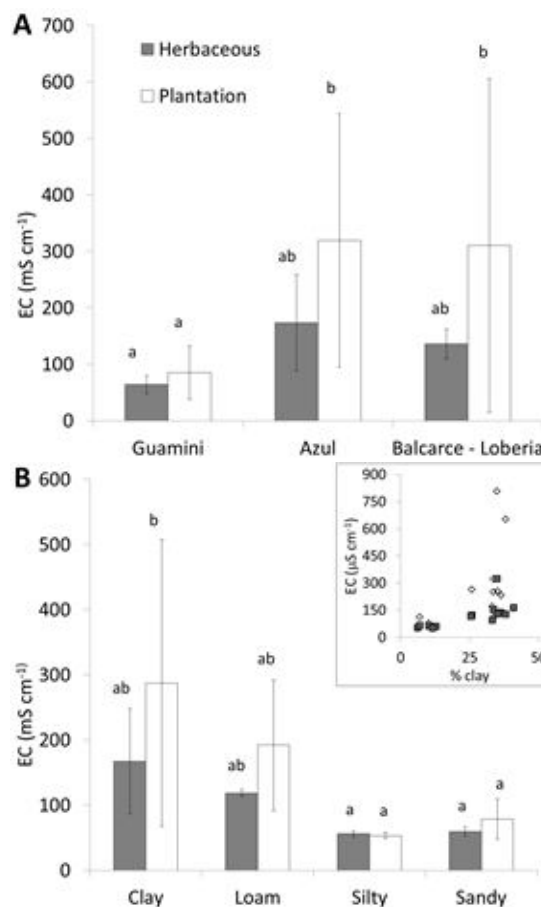 A
700
600
500
400
300
200
100
0
EC (mS cm⁻¹)
Herbaceous
Plantation
a
a
ab
b
ab
b
Guamini
Azul
Balcarce - Loberia
B
600
500
400
300
200
100
0
EC (mS cm⁻¹)
ab
b
ab
ab
a
a
a
a
Clay
Loam
Silty
Sandy
900
750
600
450
300
150
0
EC (µS cm⁻¹)
0
25
50
% clay